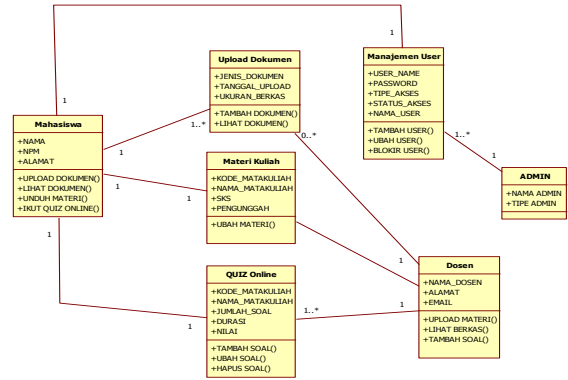 1
1
Upload Dokumen
+JENIS_DOKUMEN
+TANGGAL_UPLOAD
+UKURAN_BERKAS
+TAMBAH DOKUMEN()
+LIHAT DOKUMEN()
1..*
0..*
Manajemen User
+USER_NAME
+PASSWORD
+TIPE_AKSES
+STATUS_AKSES
+NAMA_USER
+TAMBAH USER()
+UBAH USER()
+BLOKIR USER()
1..*
1
Mahasiswa
+NAMA
+NPM
+ALAMAT
+UPLOAD DOKUMEN()
+LIHAT DOKUMEN()
+UNDUH MATERI()
+IKUT QUIZ ONLINE()
1
1
1
Materi Kuliah
+KODE_MATAKULIAH
+NAMA_MATAKULIAH
+SKS
+PENGUNGGAH
+UBAH MATERI()
1
ADMIN
+NAMA ADMIN
+TIPE ADMIN
QUIZ Online
+KODE_MATAKULIAH
+NAMA_MATAKULIAH
+JUMLAH_SOAL
+DURASI
+NILAI
+TAMBAH SOAL()
+UBAH SOAL()
+HAPUS SOAL()
1
1..*
1
1
Dosen
+NAMA_DOSEN
+ALAMAT
+EMAIL
+UPLOAD MATERI()
+LIHAT BERKAS()
+TAMBAH SOAL()